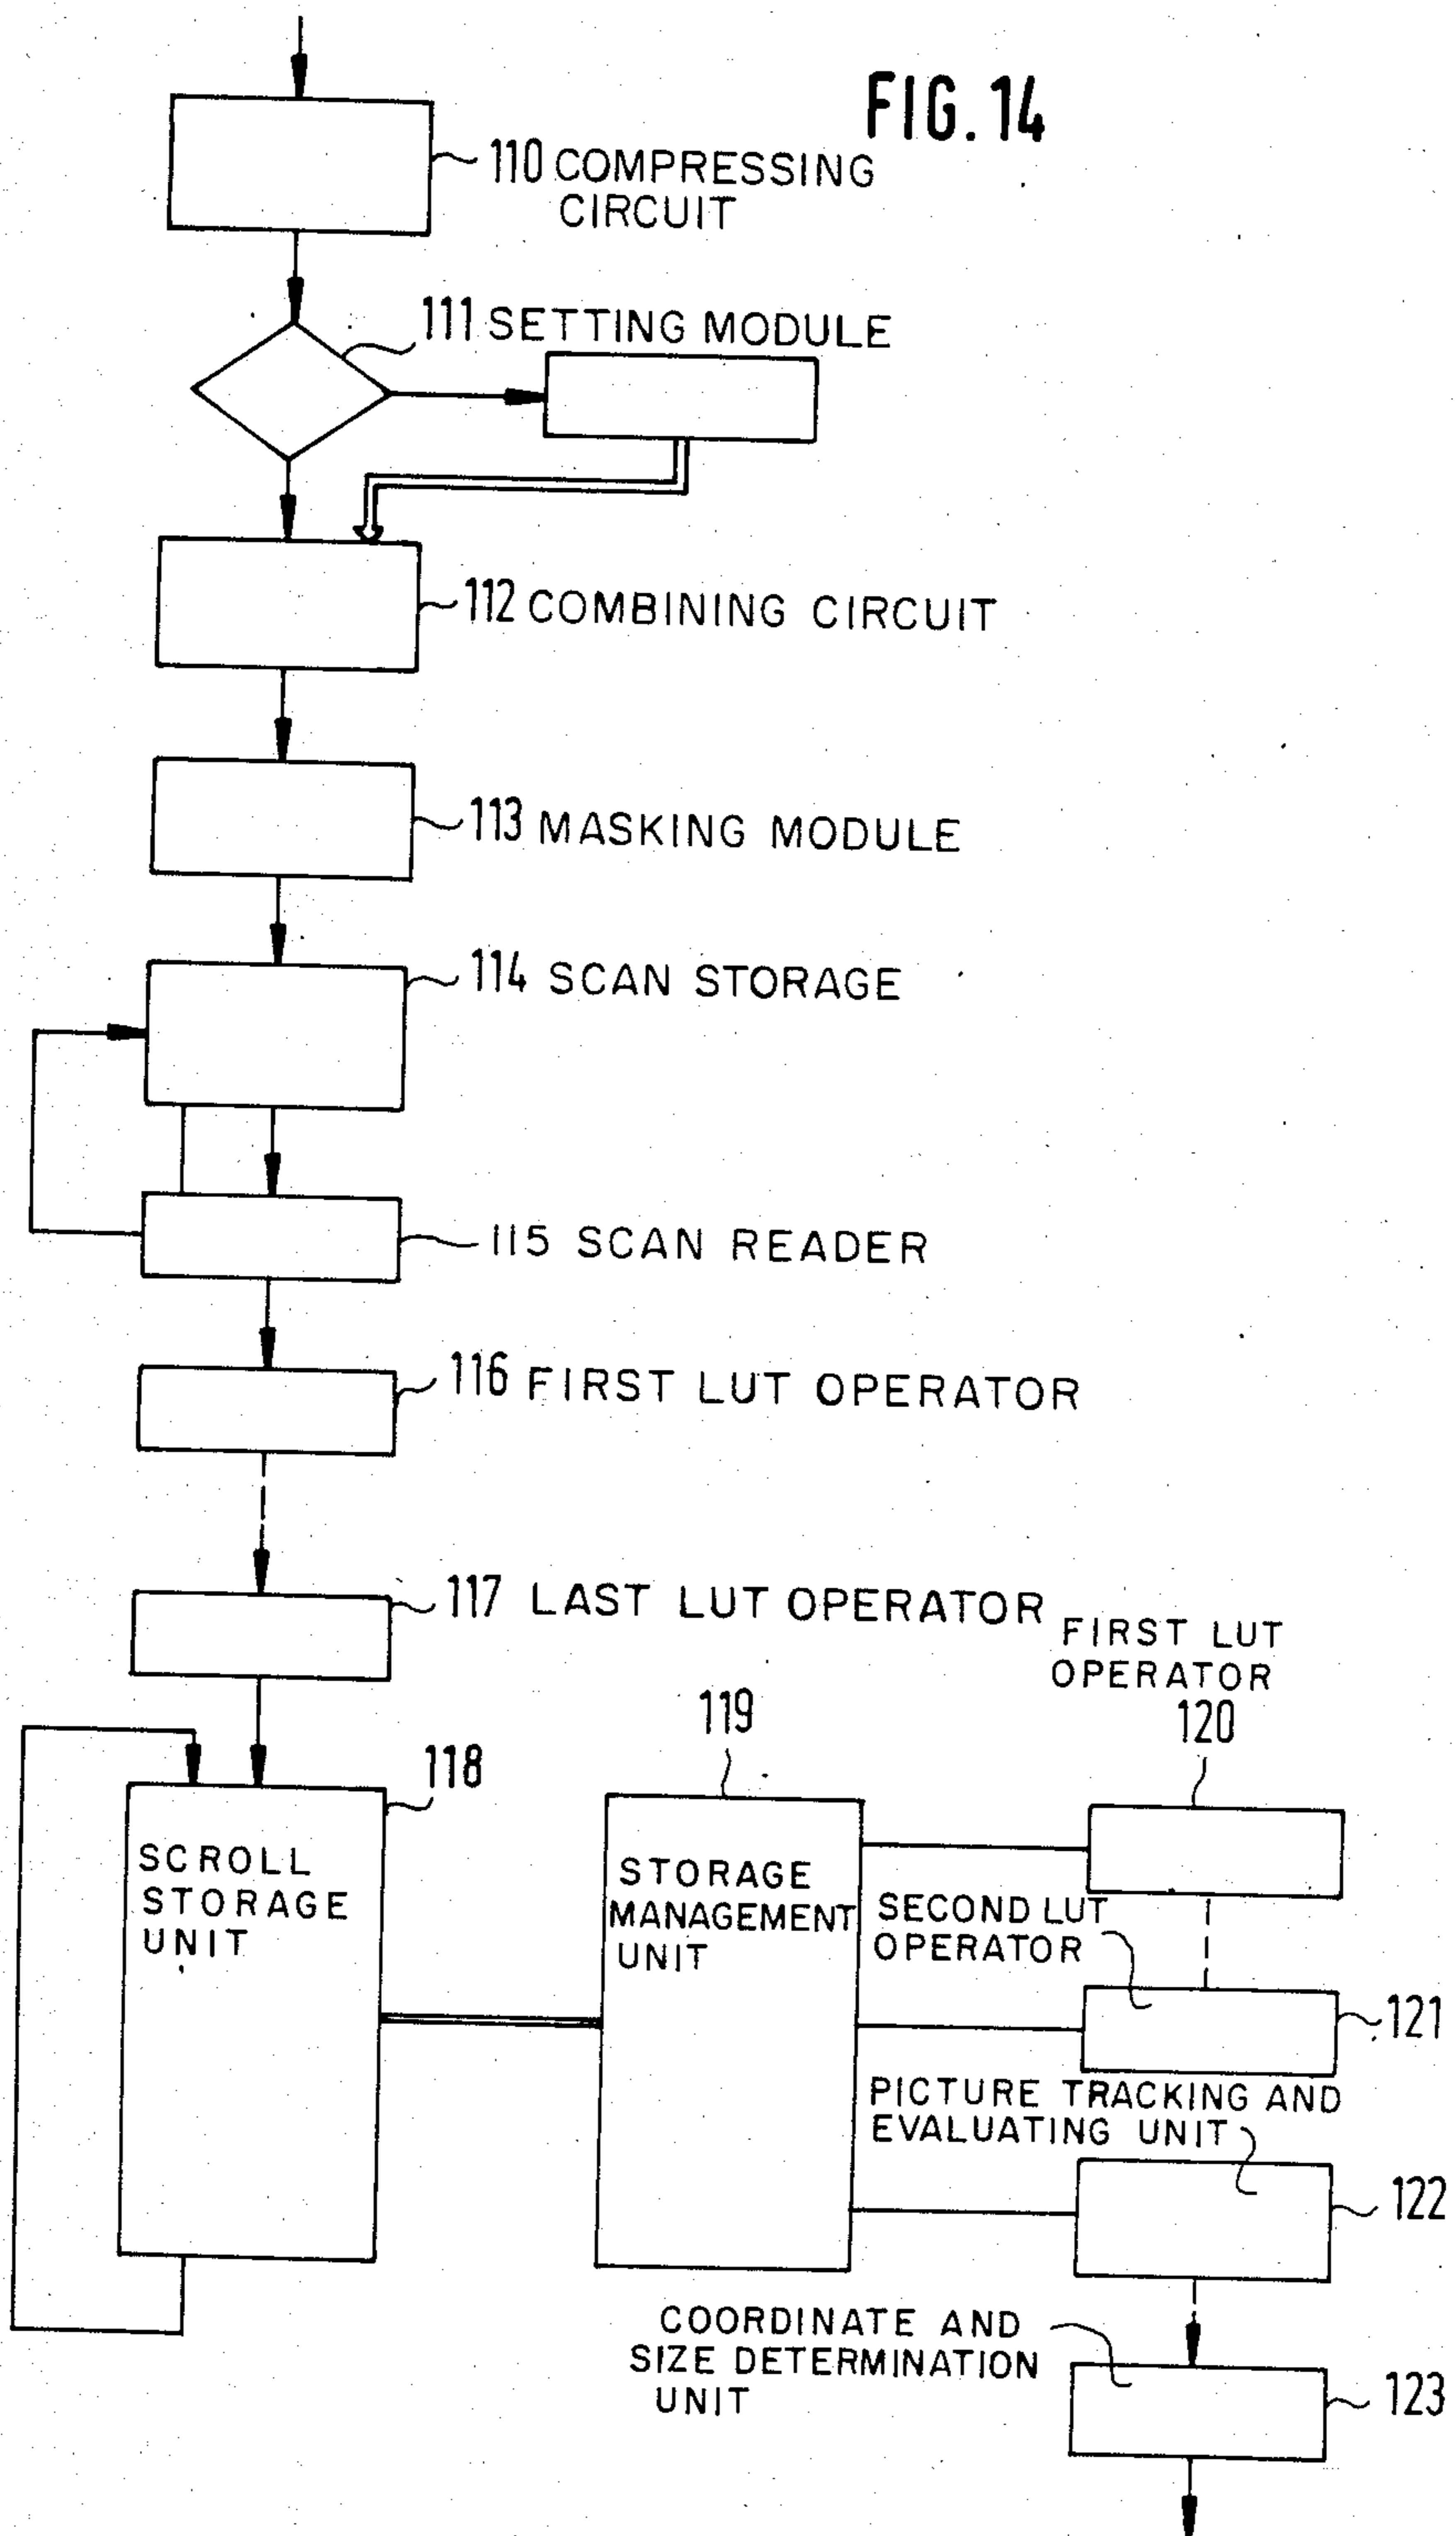 FIG. 14
110 COMPRESSING
CIRCUIT
111 SETTING MODULE
112 COMBINING CIRCUIT
113 MASKING MODULE
114 SCAN STORAGE
115 SCAN READER
116 FIRST LUT OPERATOR
117 LAST LUT OPERATOR
FIRST LUT
OPERATOR
120
119
118
SCROLL
STORAGE
UNIT
STORAGE
MANAGEMENT
UNIT
SECOND LUT
OPERATOR
121
PICTURE TRACKING AND
EVALUATING UNIT
122
COORDINATE AND
SIZE DETERMINATION
UNIT
123